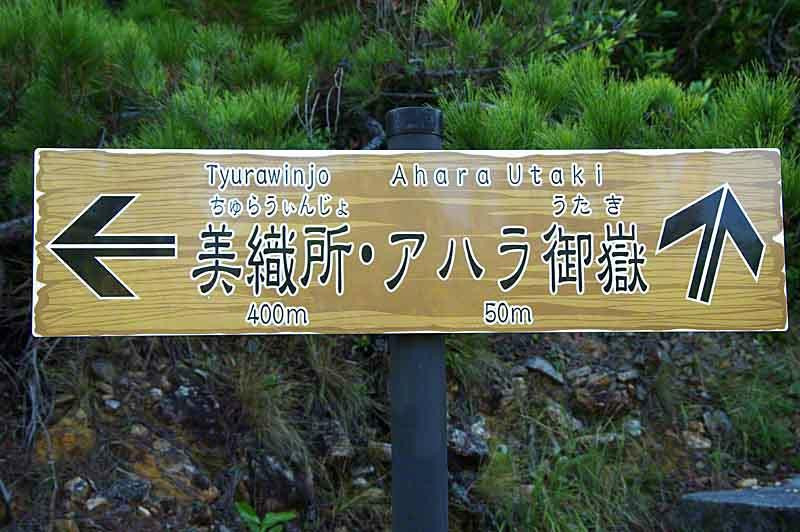 Tyurawinjo Ahara Utaki
ちゅらうぃんじょ うたき
美織所・アハラ御嶽
400m 50m